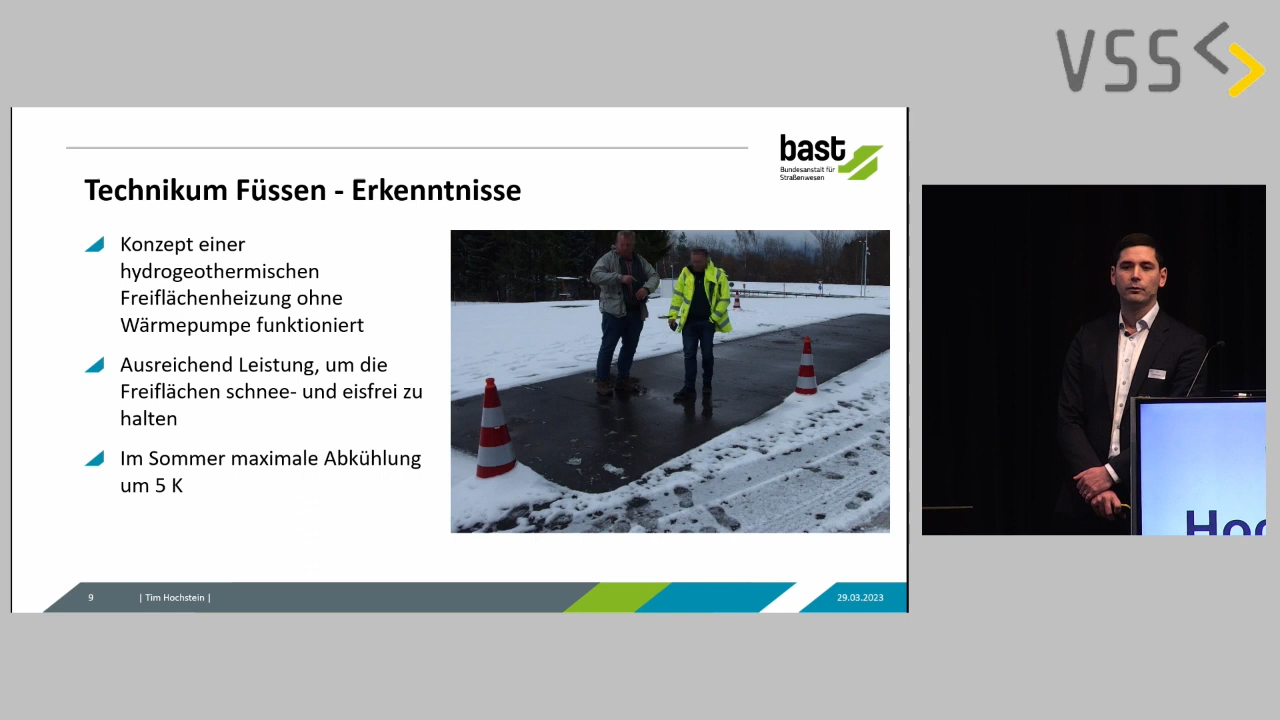 VSS
bast
Bundesanstalt für
Straßenwesen
Technikum Füssen - Erkenntnisse
Konzept einer
hydrogeothermischen
Freiflächenheizung ohne
Wärmepumpe funktioniert
Ausreichend Leistung, um die
Freiflächen schnee- und eisfrei zu
halten
Im Sommer maximale Abkühlung
um 5 K
9
| Tim Hochstein |
29.03.2023
Hoc